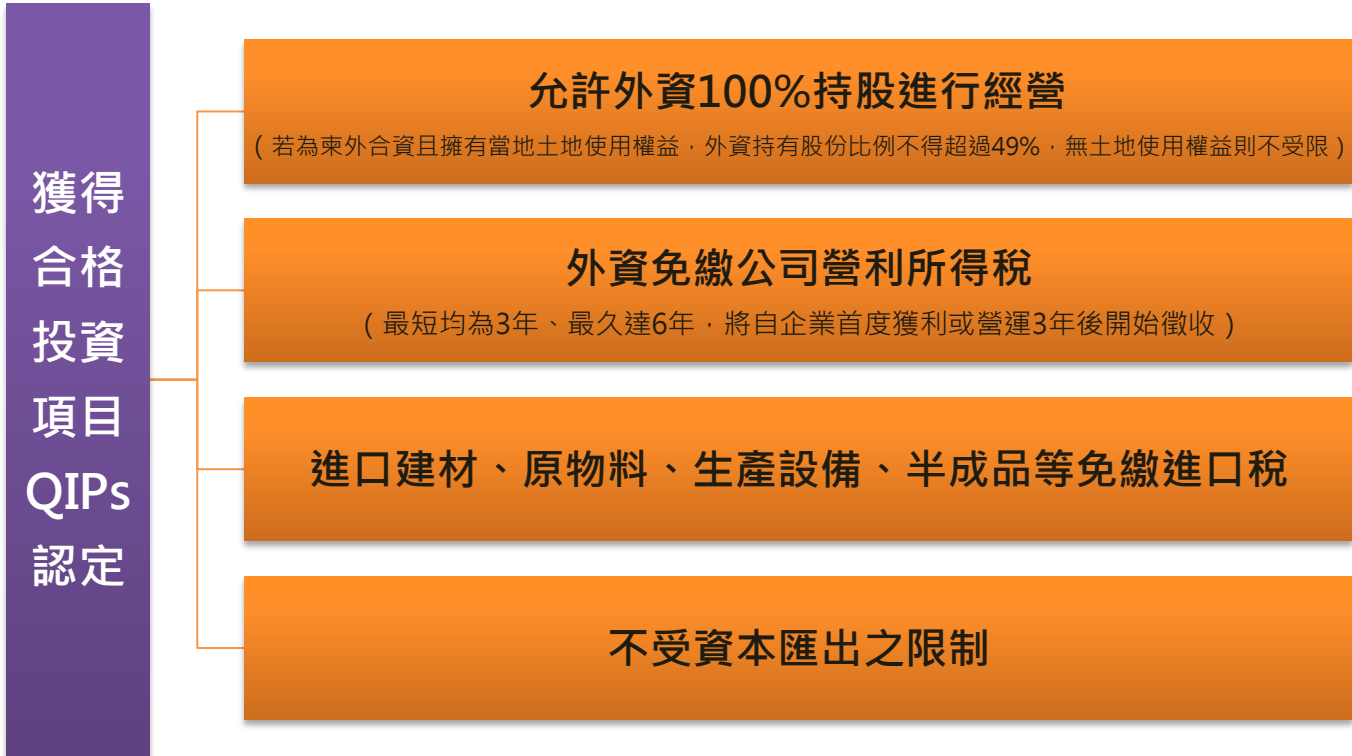 獲得
合格
投資
項目
QIPs
認定
允許外資100%持股進行經營
(若為柬外合資且擁有當地土地使用權益，外資持有股份比例不得超過49%，無土地使用權益則不受限)
外資免繳公司營利所得稅
(最短均為3年、最久達6年，將自企業首度獲利或營運3年後開始徵收)
進口建材、原物料、生產設備、半成品等免繳進口稅
不受資本匯出之限制